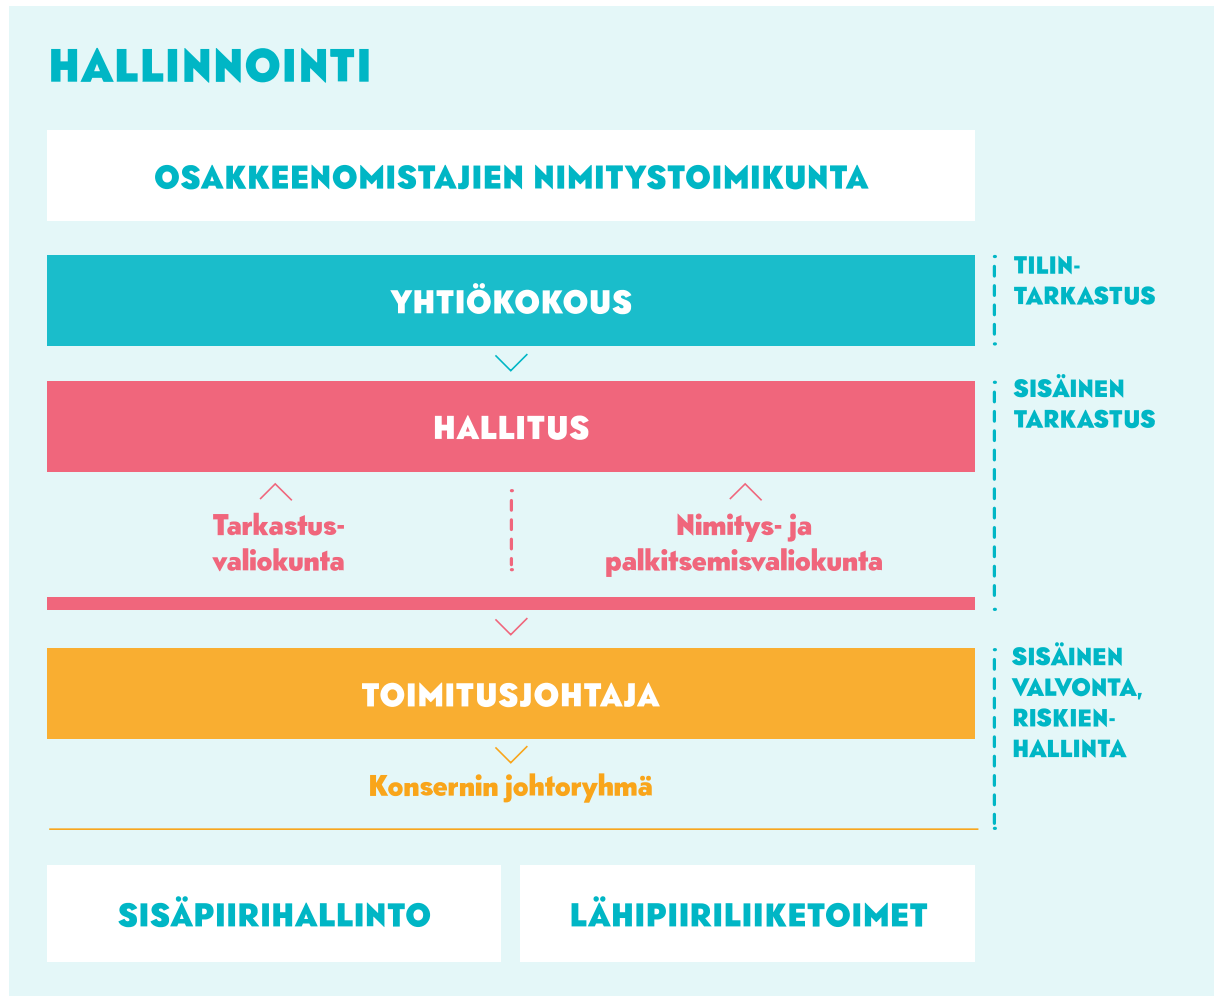 HALLINNOINTI
OSAKKEENOMISTAJIEN NIMITYSTOIMIKUNTA
YHTIÖKOKOUS
TILIN-
TARKASTUS
HALLITUS
SISÄINEN
TARKASTUS
Tarkastus-
valiokunta
Nimitys- ja
palkitsemisvaliokunta
TOIMITUSJOHTAJA
Konsernin johtoryhmä
SISÄINEN
VALVONTA,
RISKIEN-
HALLINTA
SISÄPIIRIHALLINTO
LÄHIPIIRILIIKETOIMET